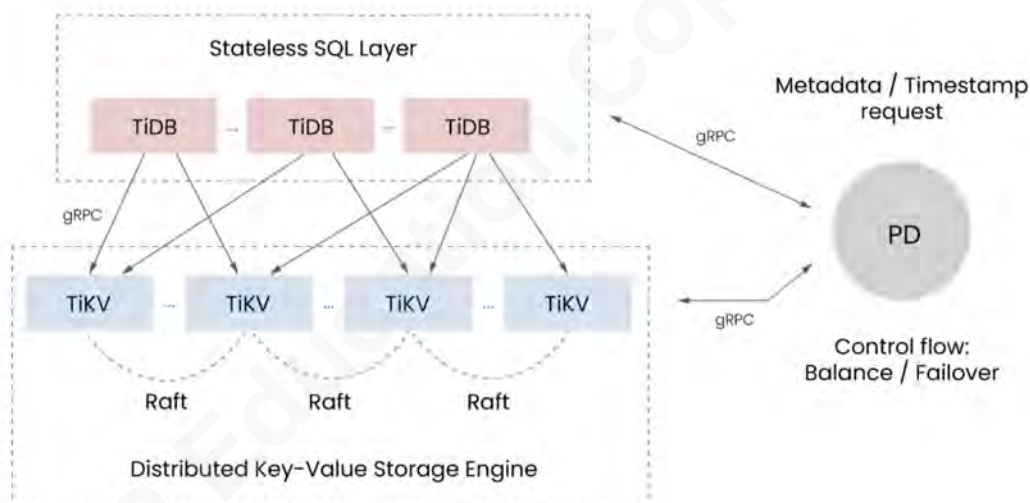 Stateless SQL Layer
TiDB ... TiDB ... TiDB
Metadata / Timestamp
request
gRPC
gRPC
PD
TiKV ... TiKV ... TiKV ... TiKV
gRPC
Control flow:
Balance / Failover
Raft Raft Raft
Distributed Key-Value Storage Engine